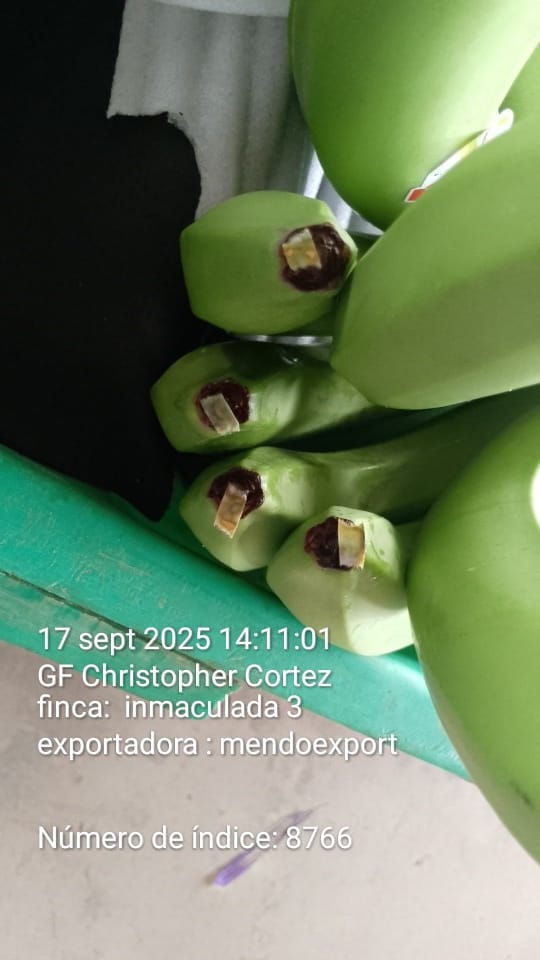 17 sept 2025 14:11:01
GF Christopher Cortez
finca:  inmaculada 3
exportadora : mendoexport
Número de índice: 8766